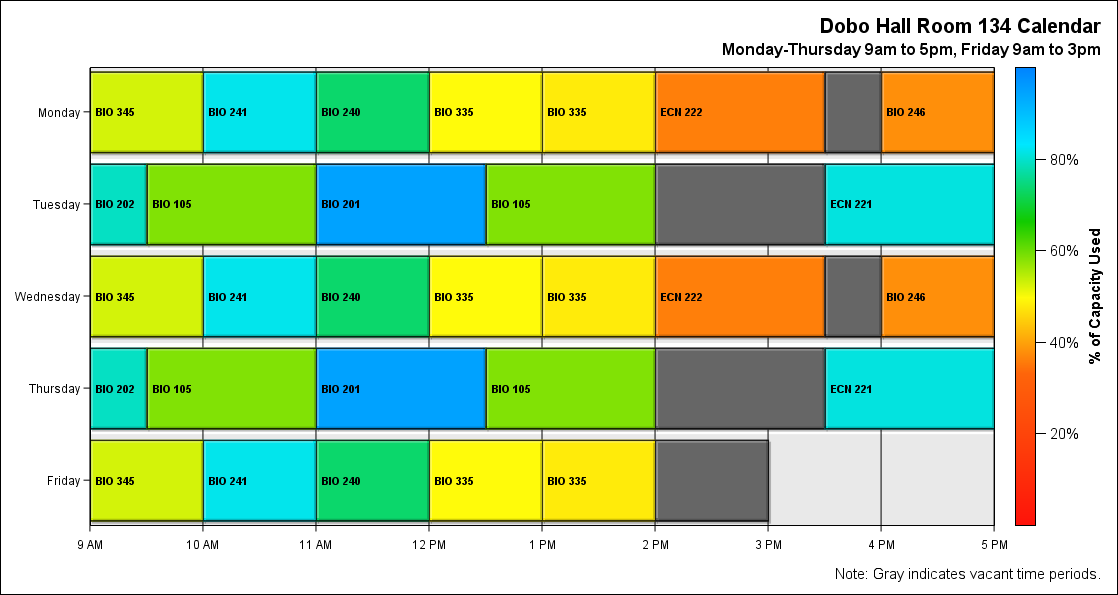 Dobo Hall Room 134 Calendar
Monday-Thursday 9am to 5pm, Friday 9am to 3pm
Monday BIO 345 BIO 241 BIO 240 BIO 335 BIO 335 ECN 222 BIO 246
Tuesday BIO 202 BIO 105 BIO 201 BIO 105 ECN 221
Wednesday BIO 345 BIO 241 BIO 240 BIO 335 BIO 335 ECN 222 BIO 246
Thursday BIO 202 BIO 105 BIO 201 BIO 105 ECN 221
Friday BIO 345 BIO 241 BIO 240 BIO 335 BIO 335
9 AM 10 AM 11 AM 12 PM 1 PM 2 PM 3 PM 4 PM 5 PM
80%
60%
40%
20%
% of Capacity Used
Note: Gray indicates vacant time periods.